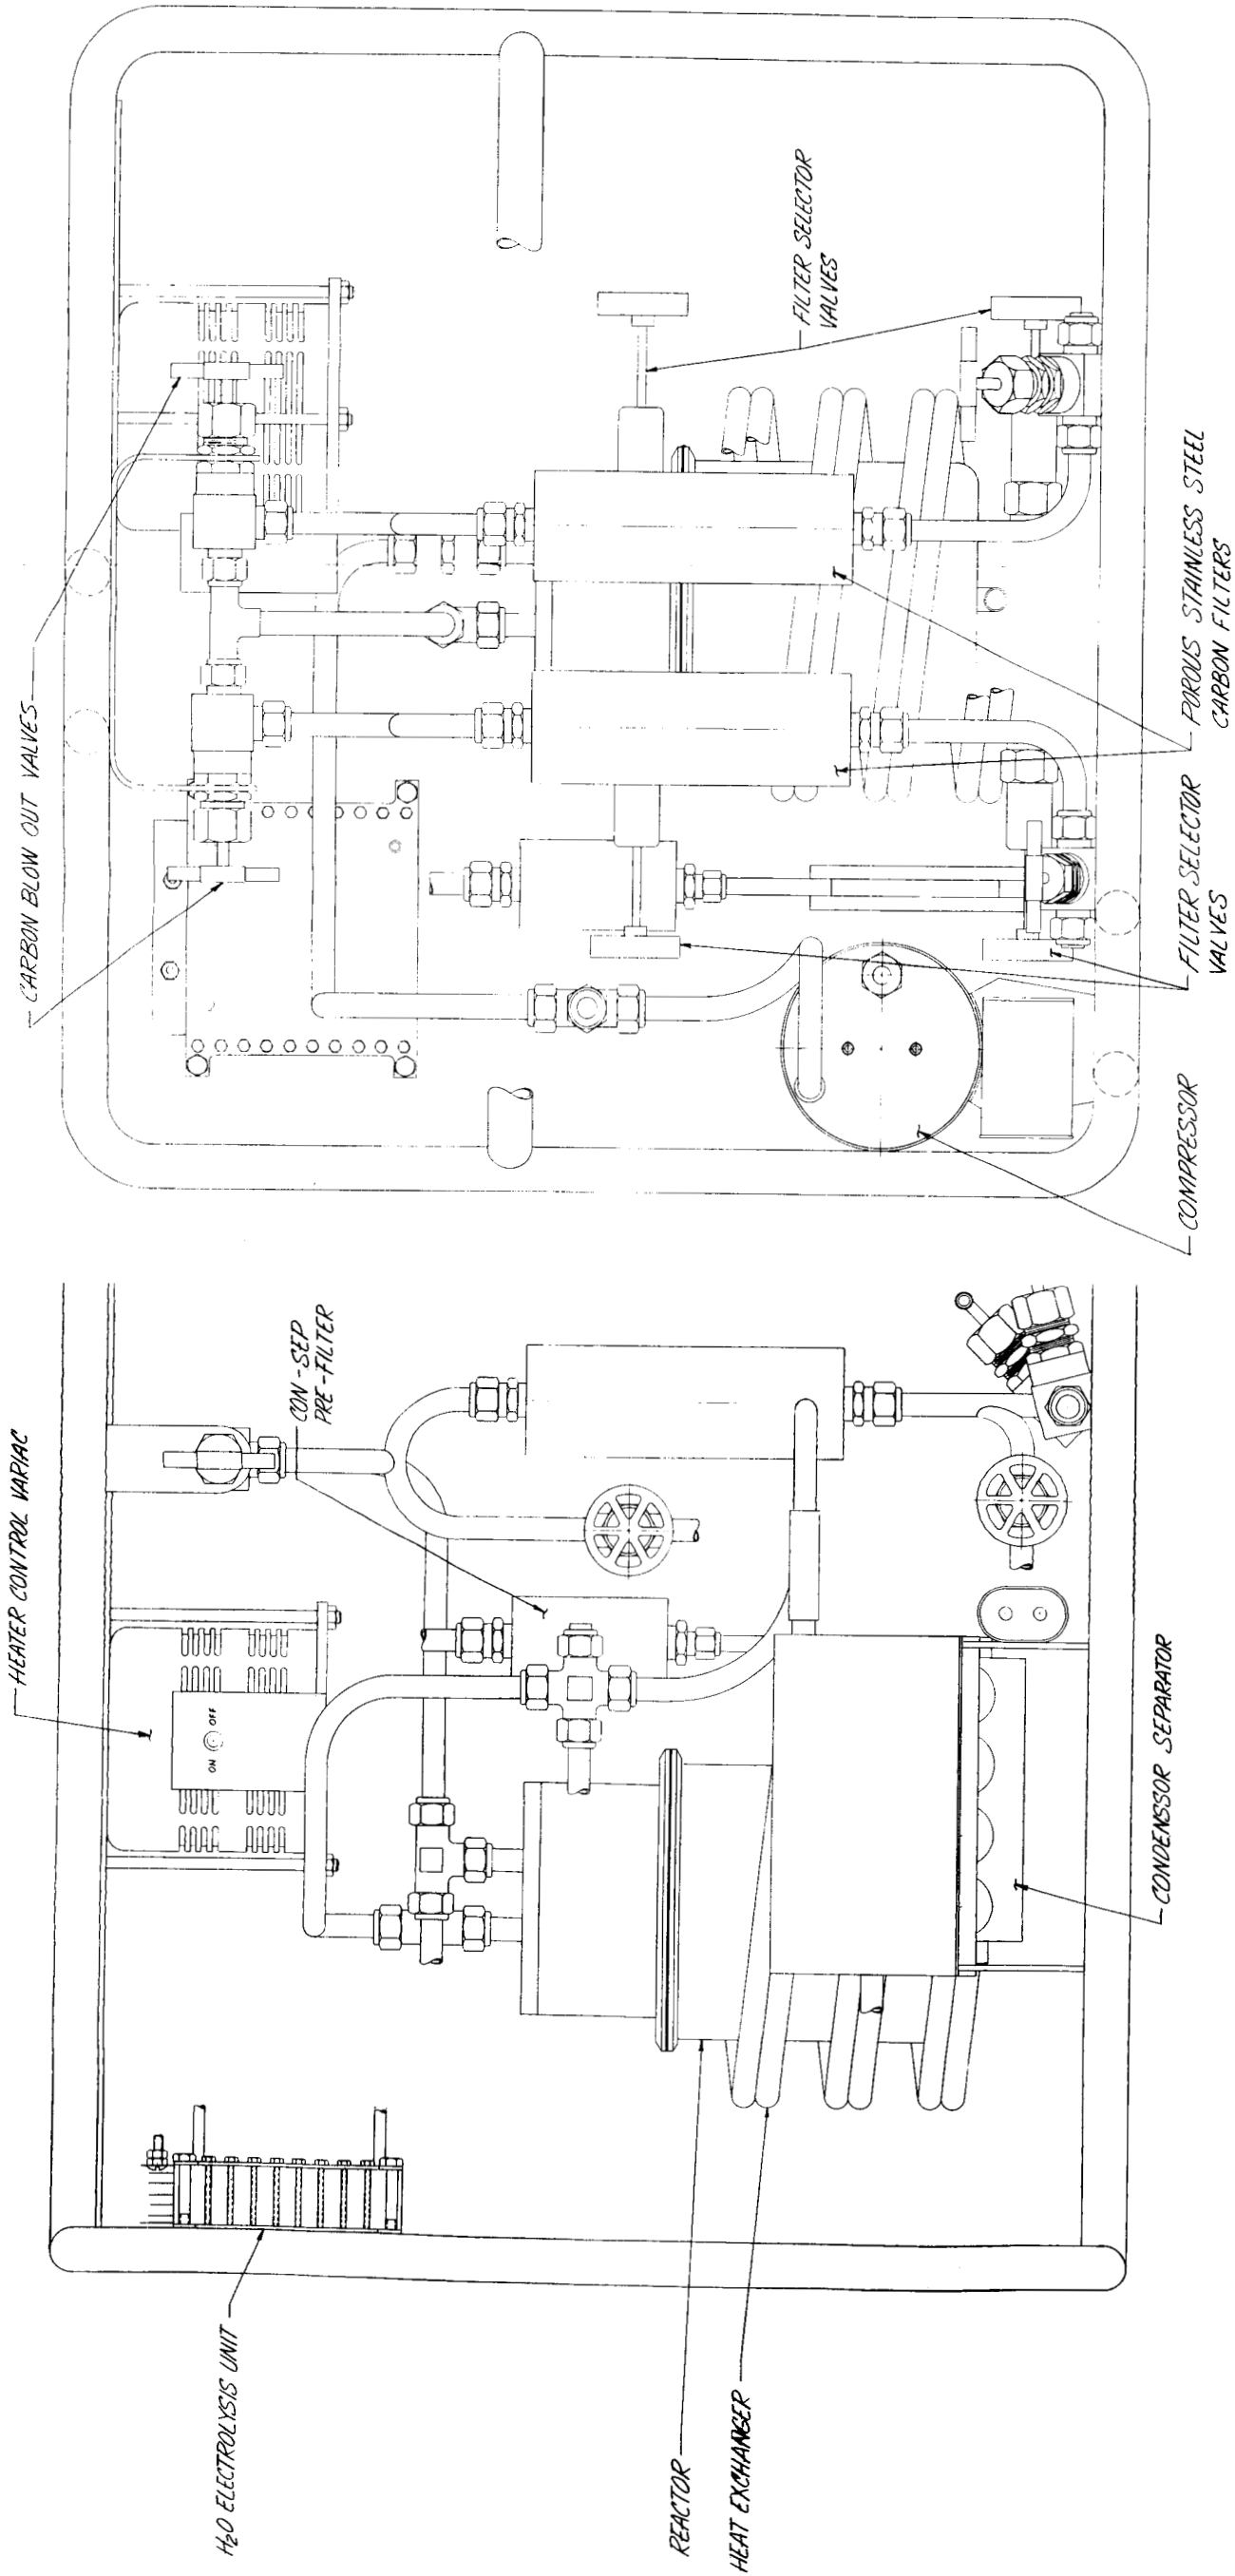 H₂O ELECTROLYSIS UNIT
HEATER CONTROL VARIAC
ON OFF
CON-SEP
PRE-FILTER
REACTOR
HEAT EXCHANGER
CONDENSSOR SEPARATOR
CARBON BLOW OUT VALVES
FILTER SELECTOR
VALVES
COMPRESSOR
FILTER SELECTOR
VALVES
POROUS STAINLESS STEEL
CARBON FILTERS